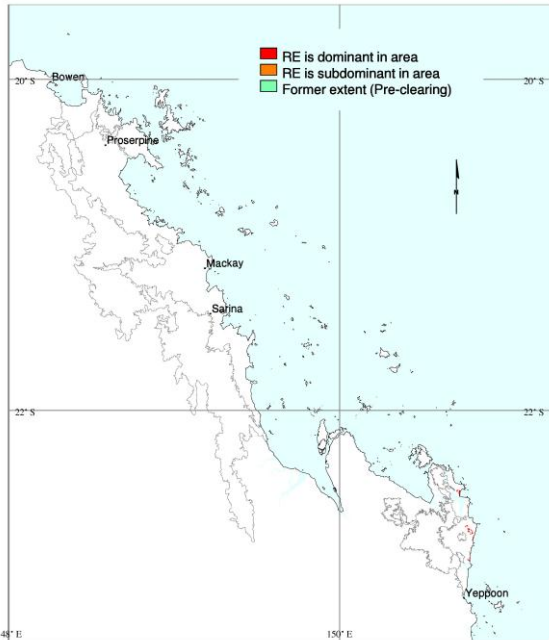 RE is dominant in area
RE is subdominant in area
Former extent (Pre-clearing)
20° S
20° S
Bowen
Proserpine
N
Mackay
Sarina
22° S
22° S
Yeppoon
48° E
150° E